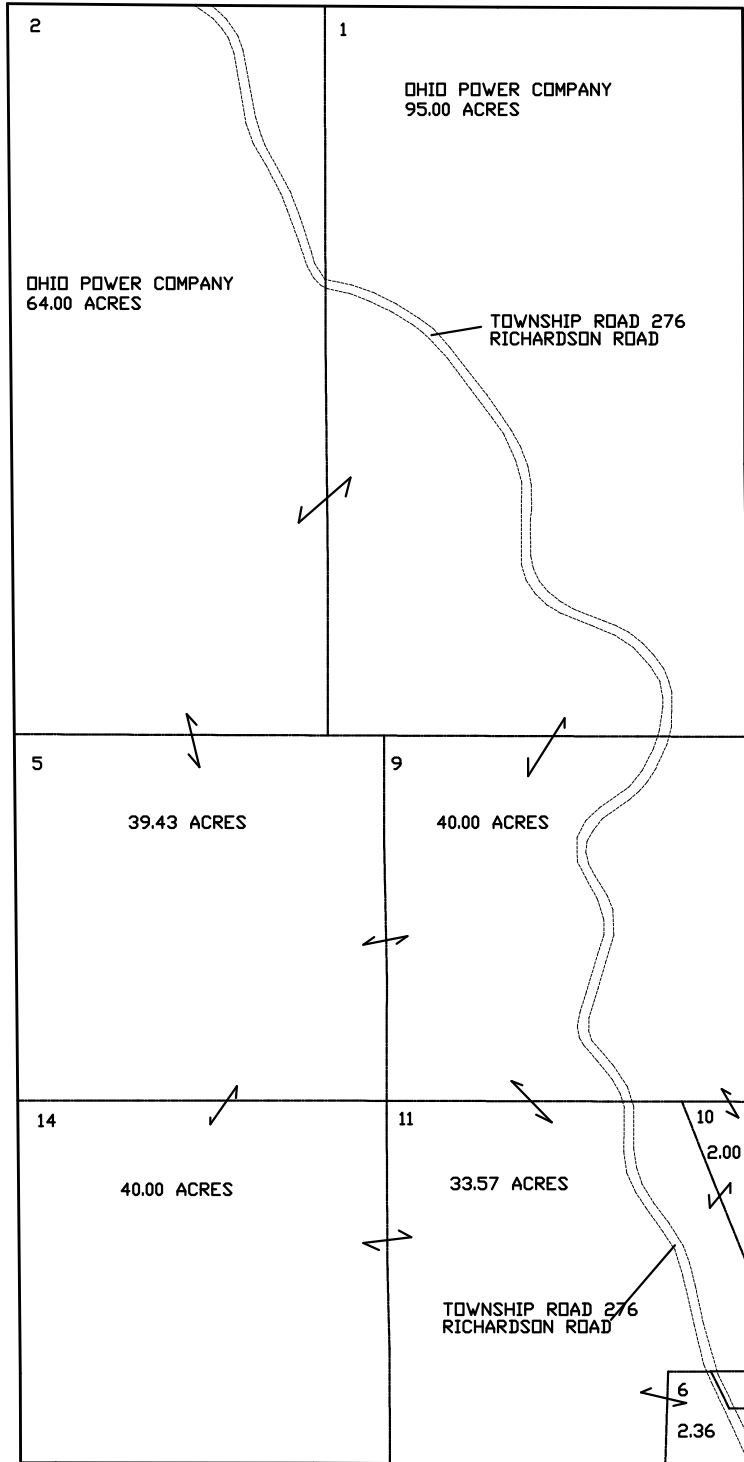 2
1
OHIO POWER COMPANY
95.00 ACRES
OHIO POWER COMPANY
64.00 ACRES
TOWNSHIP ROAD 276
RICHARDSON ROAD
5
9
39.43 ACRES
40.00 ACRES
14
11
10
2.00
40.00 ACRES
33.57 ACRES
TOWNSHIP ROAD 276
RICHARDSON ROAD
6
2.36